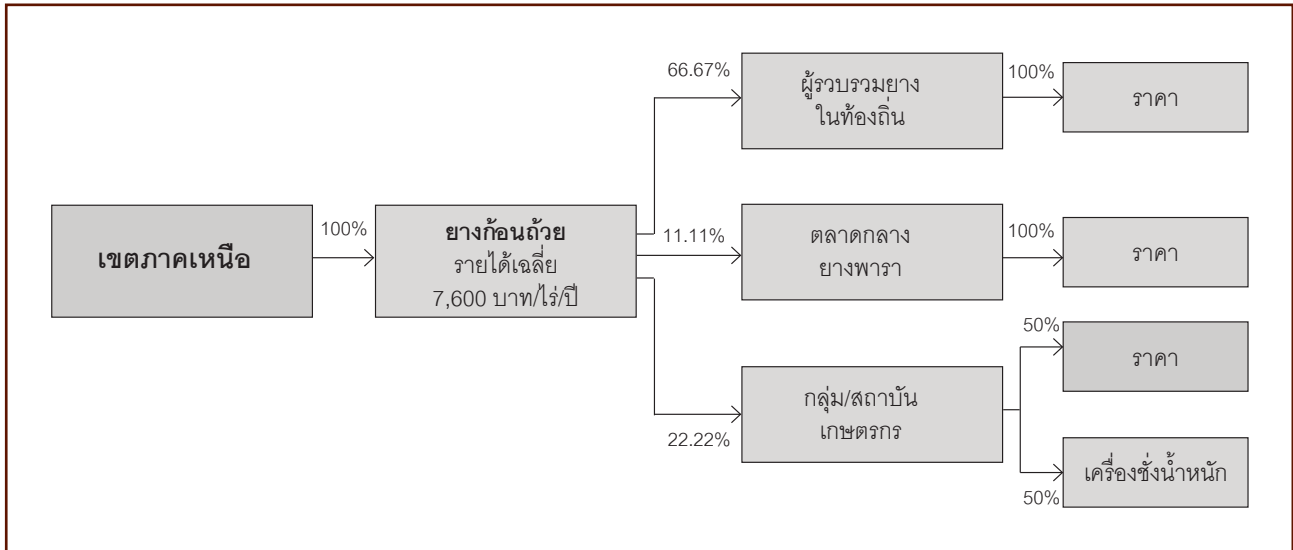 66.67%
ผู้รวบรวมยาง
ในท้องถิ่น
100%
ราคา
เขตภาคเหนือ
100%
ยางก้อนถ้วย
รายได้เฉลี่ย
7,600 บาท/ไร่/ปี
11.11%
ตลาดกลาง
ยางพารา
100%
ราคา
22.22%
กลุ่ม/สถาบัน
เกษตรกร
50%
ราคา
50%
เครื่องชั่งน้ำหนัก